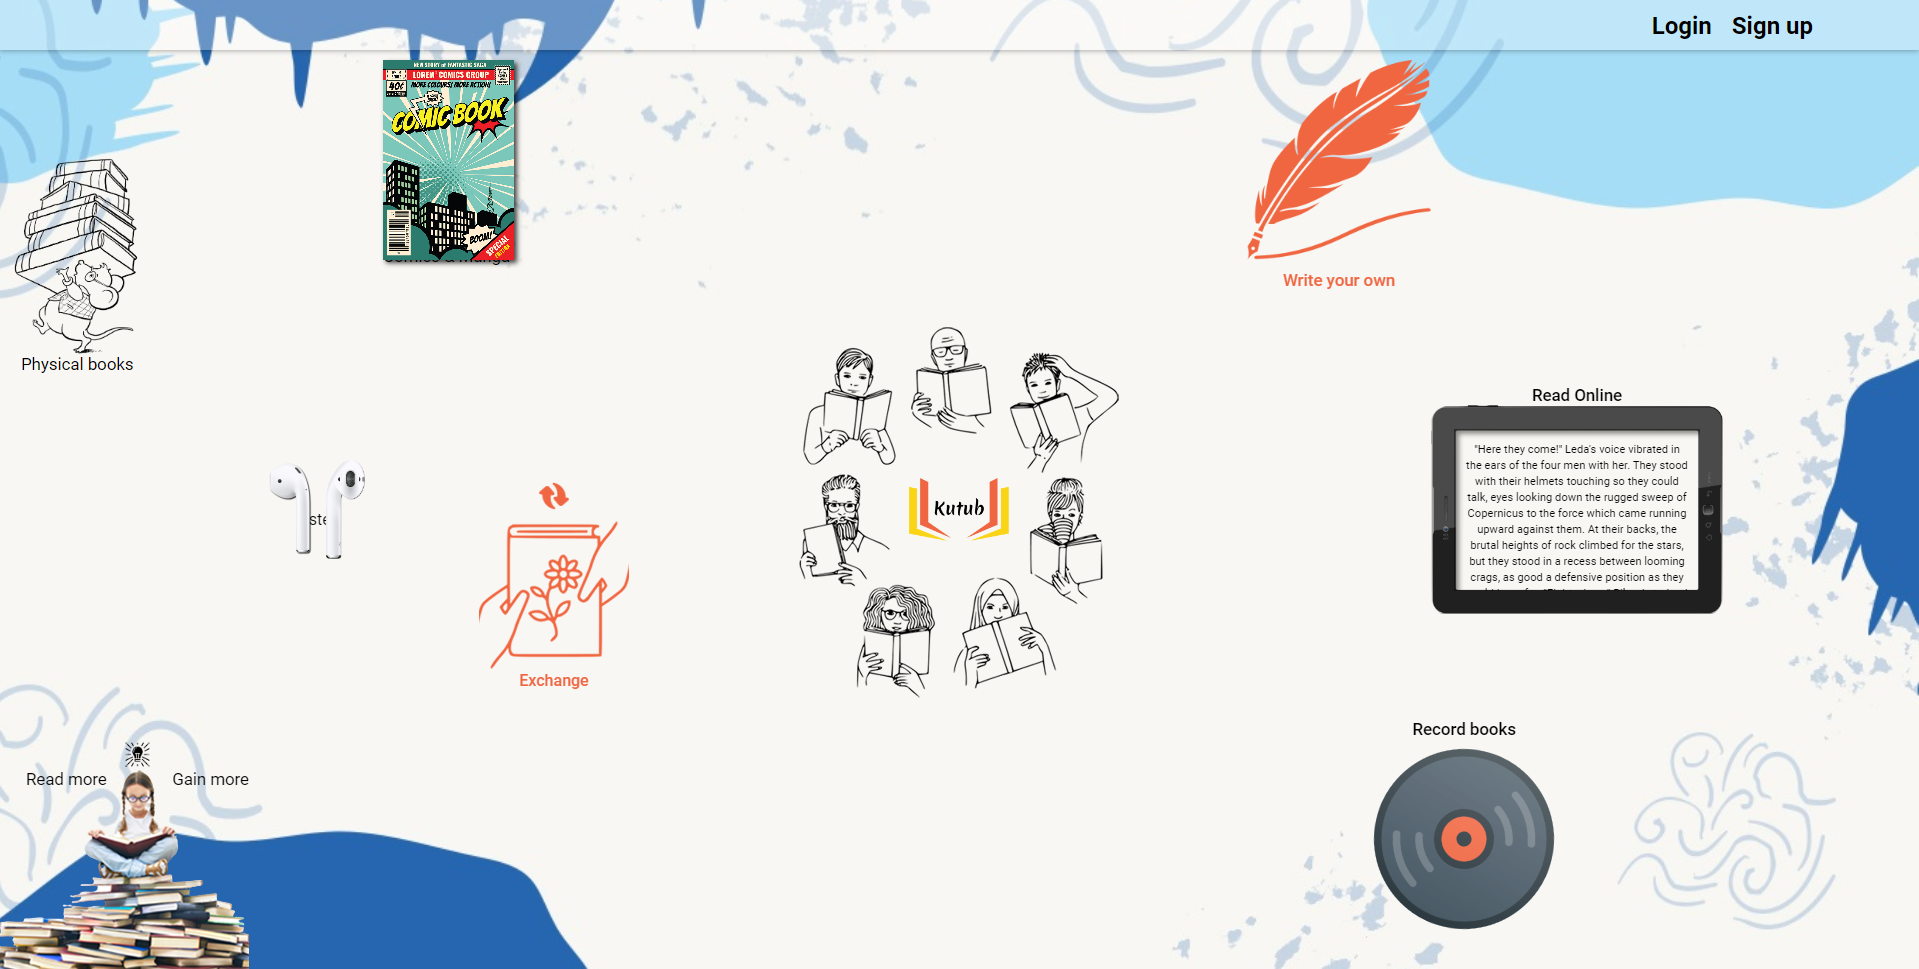 Login Sign up
NEW STORY of FANTASTIC SAGA
LOREM COMICS GROUP
40¢
MORE COLOURS! MORE ACTION!
COMIC BOOK
BOOM!
SPECIAL
Comics & Manga
Write your own
Physical books
Read Online
"Here they come!" Leda's voice vibrated in
the ears of the four men with her. They stood
with their helmets touching so they could
talk, eyes looking down the rugged sweep of
Copernicus to the force which came running
upward against them. At their backs, the
brutal heights of rock climbed for the stars,
but they stood in a recess between looming
crags, as good a defensive position as they
Kutub
ste
Exchange
Record books
Read more Gain more